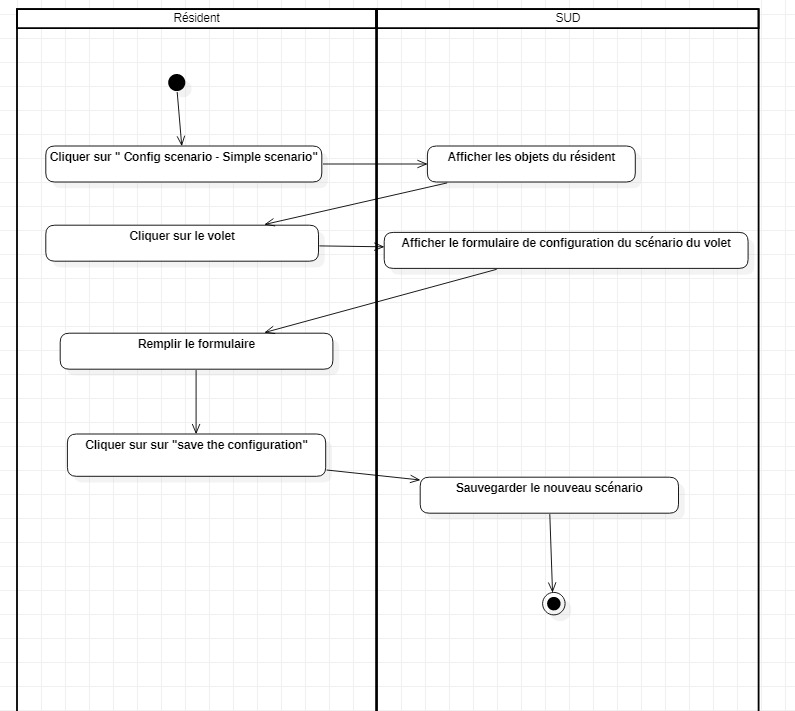 Résident
SUD
Cliquer sur " Config scenario - Simple scenario"
Afficher les objets du résident
Cliquer sur le volet
Afficher le formulaire de configuration du scénario du volet
Remplir le formulaire
Cliquer sur sur "save the configuration"
Sauvegarder le nouveau scénario